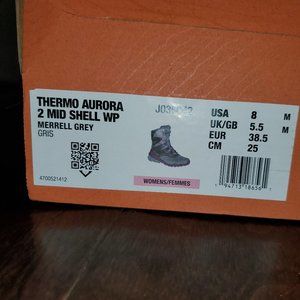 THERMO AURORA
2 MID SHELL WP
MERRELL GREY
GRIS
4700521412
WOMENS/FEMMES
USA 8 M
UK/GB 5.5 M
EUR 38.5
CM 25